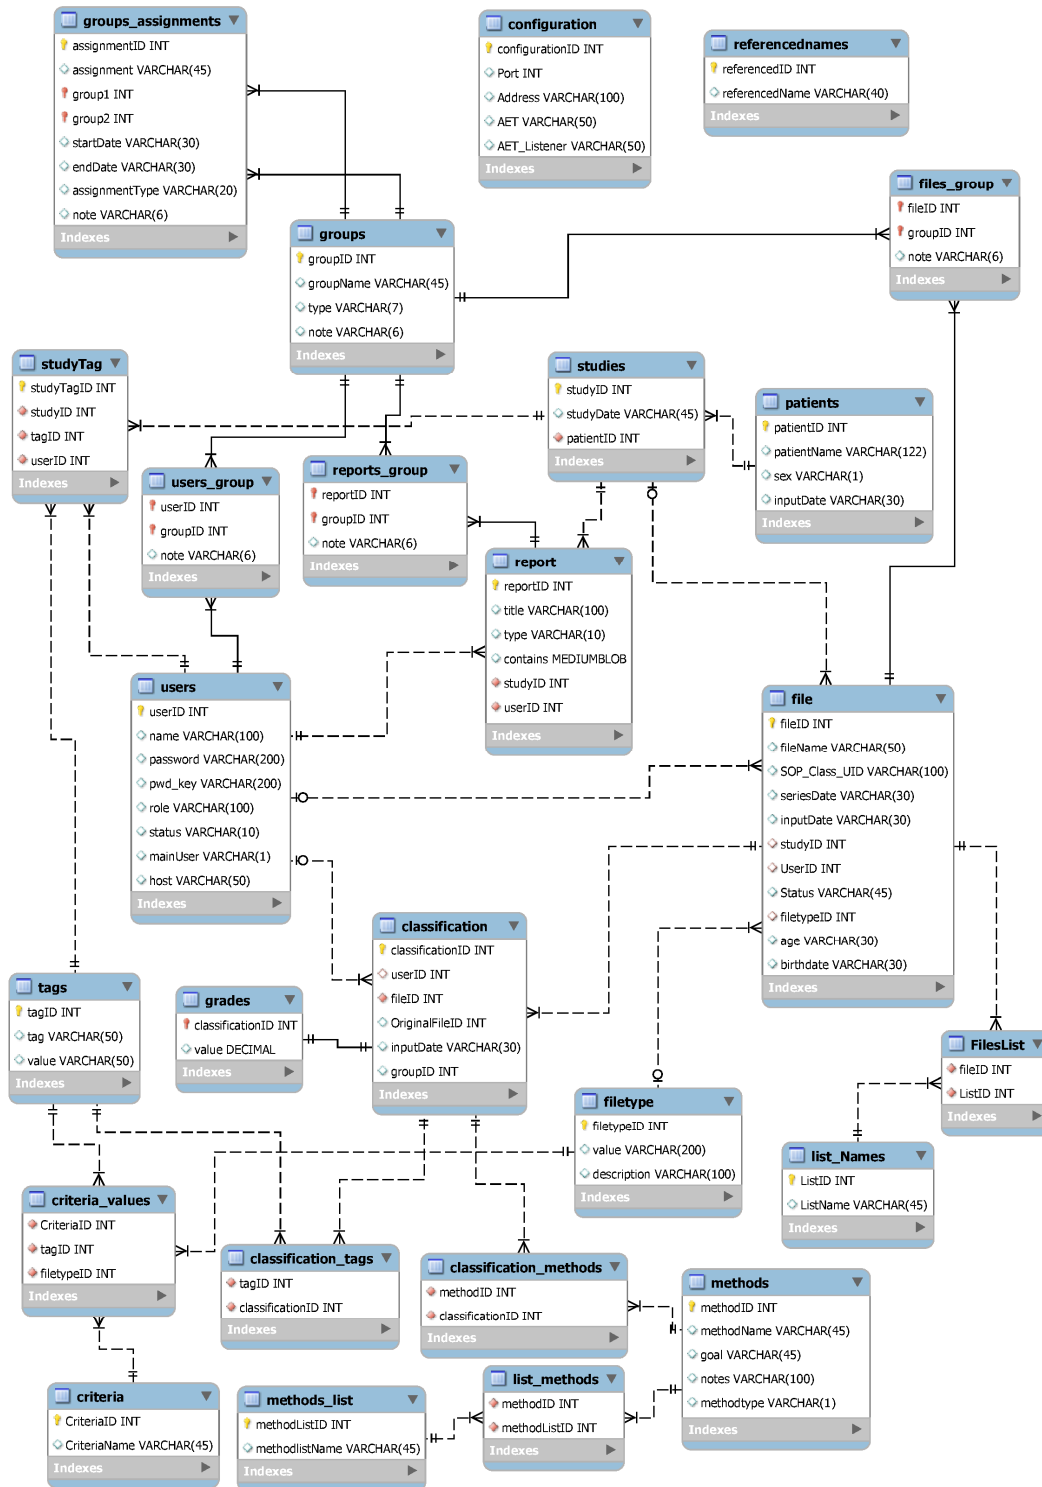 groups_assignments
assignmentID INT
assignment VARCHAR(45)
group1 INT
group2 INT
startDate VARCHAR(30)
endDate VARCHAR(30)
assignmentType VARCHAR(20)
note VARCHAR(6)
Indexes
configuration
configurationID INT
Port INT
Address VARCHAR(100)
AET VARCHAR(50)
AET_Listener VARCHAR(50)
Indexes
referencednames
referencedID INT
referencedName VARCHAR(40)
Indexes
files_group
fileID INT
groupID INT
note VARCHAR(6)
Indexes
groups
groupID INT
groupName VARCHAR(45)
type VARCHAR(7)
note VARCHAR(6)
Indexes
studyTag
studyTagID INT
studyID INT
tagID INT
userID INT
Indexes
studies
studyID INT
studyDate VARCHAR(45)
patientID INT
Indexes
patients
patientID INT
patientName VARCHAR(122)
sex VARCHAR(1)
inputDate VARCHAR(30)
Indexes
users_group
userID INT
groupID INT
note VARCHAR(6)
Indexes
reports_group
reportID INT
groupID INT
note VARCHAR(6)
Indexes
report
reportID INT
title VARCHAR(100)
type VARCHAR(10)
contains MEDIUMBLOB
studyID INT
userID INT
Indexes
users
userID INT
name VARCHAR(100)
password VARCHAR(200)
pwd_key VARCHAR(200)
role VARCHAR(100)
status VARCHAR(10)
mainUser VARCHAR(1)
host VARCHAR(50)
Indexes
file
fileID INT
fileName VARCHAR(50)
SOP_Class_UID VARCHAR(100)
seriesDate VARCHAR(30)
inputDate VARCHAR(30)
studyID INT
UserID INT
Status VARCHAR(45)
filetypeID INT
age VARCHAR(30)
birthdate VARCHAR(30)
Indexes
classification
classificationID INT
userID INT
fileID INT
OriginalFileID INT
inputDate VARCHAR(30)
groupID INT
Indexes
tags
tagID INT
tag VARCHAR(50)
value VARCHAR(50)
Indexes
grades
classificationID INT
value DECIMAL
Indexes
FilesList
fileID INT
ListID INT
Indexes
filetype
filetypeID INT
value VARCHAR(200)
description VARCHAR(100)
Indexes
list_Names
ListID INT
ListName VARCHAR(45)
Indexes
criteria_values
CriteriaID INT
tagID INT
filetypeID INT
Indexes
classification_tags
tagID INT
classificationID INT
Indexes
classification_methods
methodID INT
classificationID INT
Indexes
methods
methodID INT
methodName VARCHAR(45)
goal VARCHAR(45)
notes VARCHAR(100)
methodtype VARCHAR(1)
Indexes
criteria
CriteriaID INT
CriteriaName VARCHAR(45)
Indexes
methods_list
methodListID INT
methodlistName VARCHAR(45)
Indexes
list_methods
methodID INT
methodListID INT
Indexes